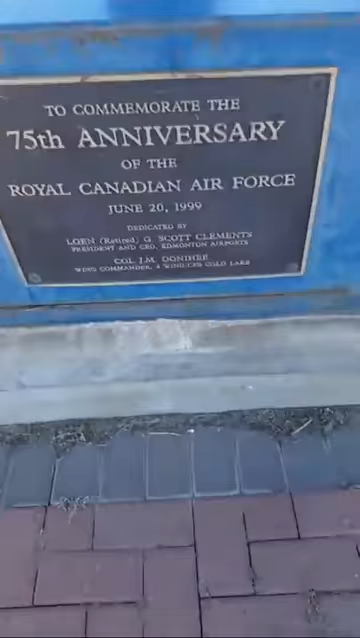 TO COMMEMORATE THE
75th ANNIVERSARY
OF THE
ROYAL CANADIAN AIR FORCE
JUNE 20, 1999
DEDICATED BY
LGEN (Retired) G. SCOTT CLEMENTS
PRESIDENT AND CEO, EDMONTON AIRPORTS
COL J.M. DONIHEE
WING COMMANDER, 4 WING/CFB COLD LAKE